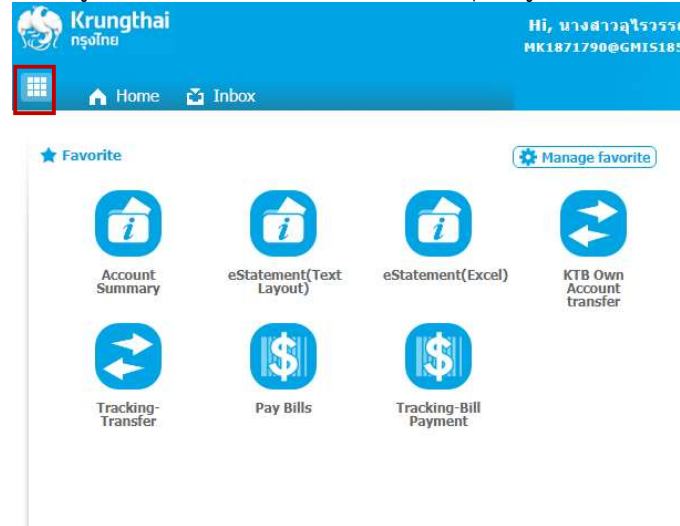 Krungthai
กรุงไทย
Hi, นางสาวอุไรวรรณ
MK1871790@GMIS185
Home Inbox
Favorite
Manage favorite
Account Summary
eStatement(Text Layout)
eStatement(Excel)
KTB Own Account transfer
Tracking-Transfer
Pay Bills
Tracking-Bill Payment